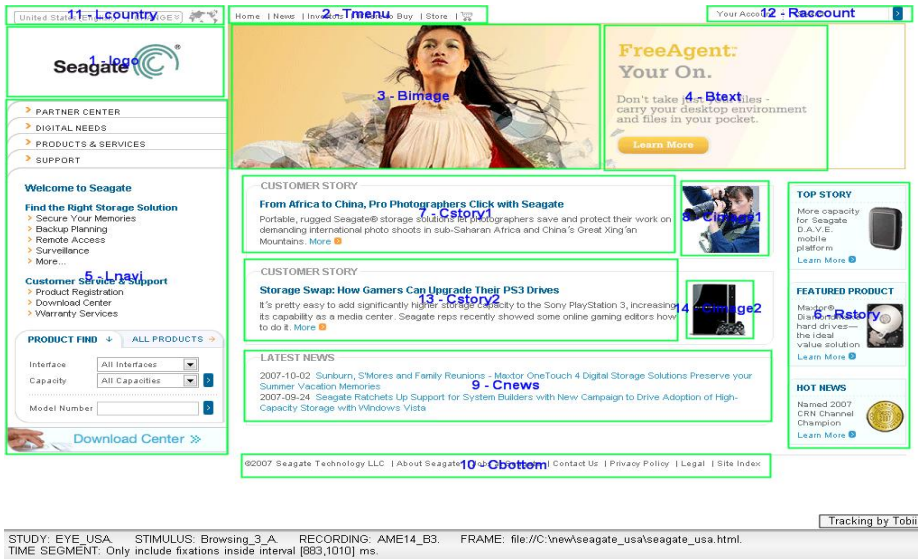 11 - Lcountry
United States (English) | CHANGE
2 - Tmenu
Home | News | Investors to Buy | Store |
12 - Raccount
Your Account
1 - logo
Seagate
3 - Bimage
FreeAgent.
Your On.
4 - Btext
Don't take just your files -
carry your desktop environment
and files in your pocket.
Learn More
PARTNER CENTER
DIGITAL NEEDS
PRODUCTS & SERVICES
SUPPORT
Welcome to Seagate
Find the Right Storage Solution
Secure Your Memories
Backup Planning
Remote Access
Surveillance
More...
5 - Lnavi
Customer Service & Support
Product Registration
Download Center
Warranty Services
PRODUCT FIND
ALL PRODUCTS
Interface All Interfaces
Capacity All Capacities
Model Number
Download Center
CUSTOMER STORY
From Africa to China, Pro Photographers Click with Seagate
7 - Cstory1
Portable, rugged Seagate® storage solutions let photographers save and protect their work on
demanding international photo shoots in sub-Saharan Africa and China's Great Xing'an
Mountains. More
8 - Cimage1
CUSTOMER STORY
Storage Swap: How Gamers Can Upgrade Their PS3 Drives
13 - Cstory2
It's pretty easy to add significantly higher storage capacity to the Sony PlayStation 3, increasing
its capability as a media center. Seagate reps recently showed some online gaming editors how
to do it. More
14 - Cimage2
LATEST NEWS
2007-10-02 Sunburn, S'Mores and Family Reunions - Maxtor OneTouch 4 Digital Storage Solutions Preserve your
Summer Vacation Memories
9 - Cnews
2007-09-24 Seagate Ratchets Up Support for System Builders with New Campaign to Drive Adoption of High-
Capacity Storage with Windows Vista
TOP STORY
More capacity
for Seagate
D.A.V.E.
mobile
platform
Learn More
FEATURED PRODUCT
Maxtor®
6 - Rstory
hard drives—
the ideal
value solution
Learn More
HOT NEWS
Named 2007
CRN Channel
Champion
Learn More
10 - Cbottom
©2007 Seagate Technology LLC | About Seagate | Contact Us | Privacy Policy | Legal | Site Index
Tracking by Tobii
STUDY: EYE_USA. STIMULUS: Browsing_3_A. RECORDING: AME14_B3. FRAME: file://C:\new\seagate_usa\seagate_usa.html.
TIME SEGMENT: Only include fixations inside interval [883,1010] ms.